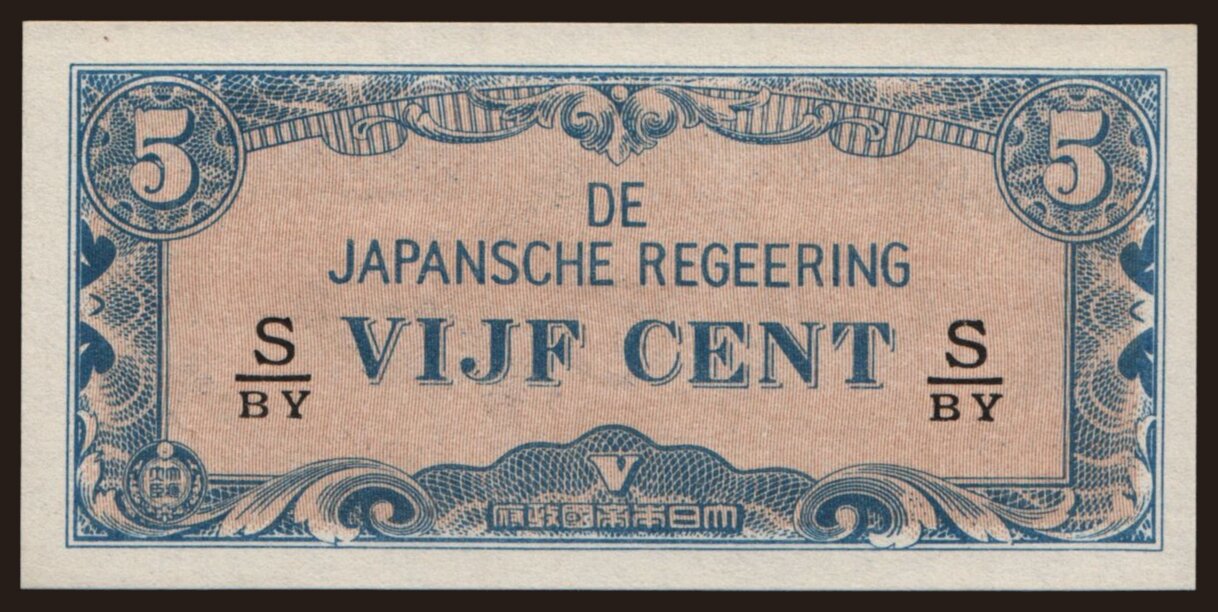 5 5
DE
JAPANSCHE REGEERING
VIJF CENT
S
BY
S
BY
V
府政國帝本日大